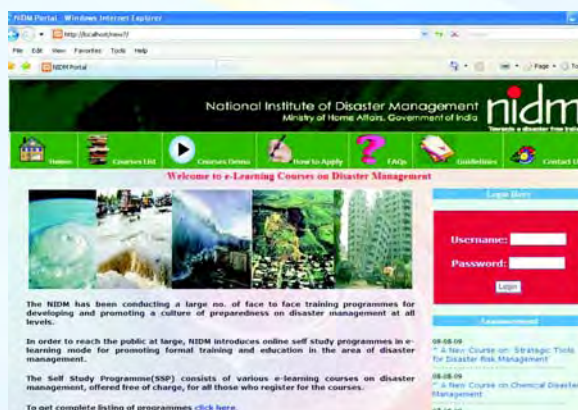 NIDM Portal - Windows Internet Explorer
http://localhost/new7/
File Edit View Favorites Tools Help
NIDM Portal
Page
National Institute of Disaster Management
Ministry of Home Affairs, Government of India
nidm
Towards a disaster free India
Home
Courses List
Courses Demo
How to Apply
FAQs
Guidelines
Contact U
Welcome to e-Learning Courses on Disaster Management
Login Here
Username:
Password:
Login
The NIDM has been conducting a large no. of face to face training programmes for
developing and promoting a culture of preparedness on disaster management at all
levels.
In order to reach the public at large, NIDM introduces online self study programmes in e-
learning mode for promoting formal training and education in the area of disaster
management.
The Self Study Programme(SSP) consists of various e-learning courses on disaster
management, offered free of charge, for all those who register for the courses.
To get complete listing of programmes click here.
Announcement
08-08-09
" A New Course on Strategic Tools
for Disaster Risk Management
08-08-09
" A New Course on Chemical Disaster
Management